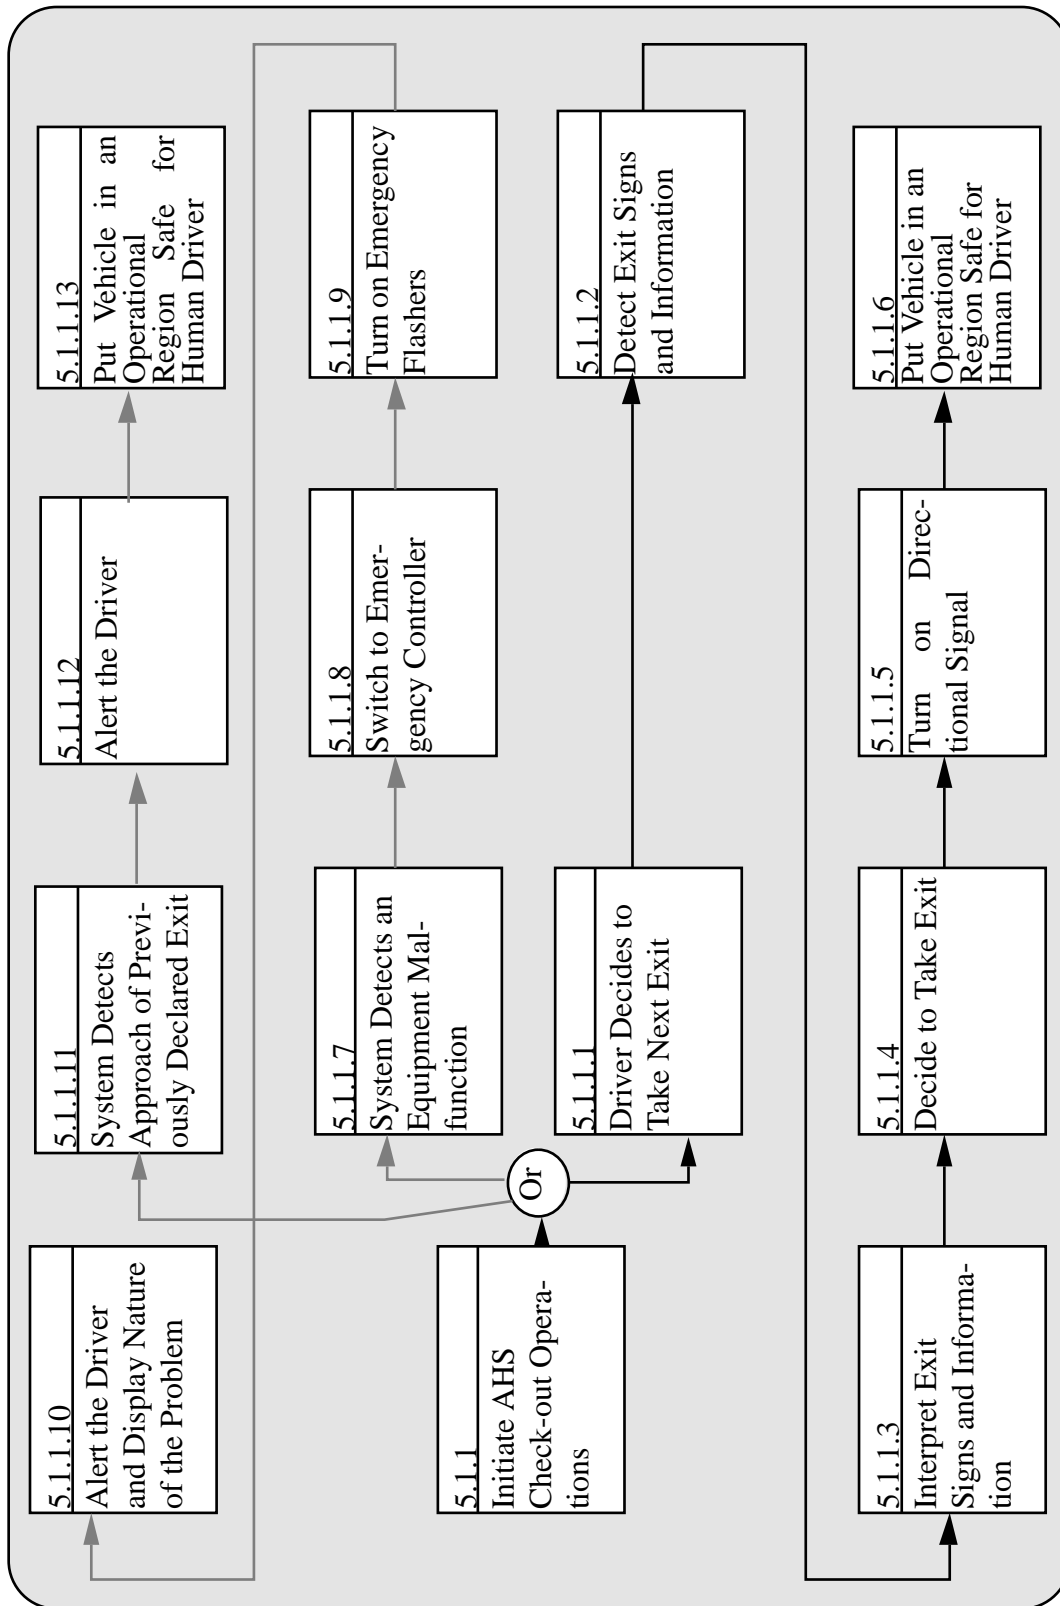 5.1.1.10
Alert the Driver
and Display Nature
of the Problem
5.1.1.11
System Detects
Approach of Previ-
ously Declared Exit
5.1.1.12
Alert the Driver
5.1.1.13
Put Vehicle in an
Operational
Region Safe for
Human Driver
5.1.1.7
System Detects an
Equipment Mal-
function
5.1.1.8
Switch to Emer-
gency Controller
5.1.1.9
Turn on Emergency
Flashers
5.1.1
Initiate AHS
Check-out Opera-
tions
Or
5.1.1.1
Driver Decides to
Take Next Exit
5.1.1.2
Detect Exit Signs
and Information
5.1.1.3
Interpret Exit
Signs and Informa-
tion
5.1.1.4
Decide to Take Exit
5.1.1.5
Turn on Direc-
tional Signal
5.1.1.6
Put Vehicle in an
Operational
Region Safe for
Human Driver